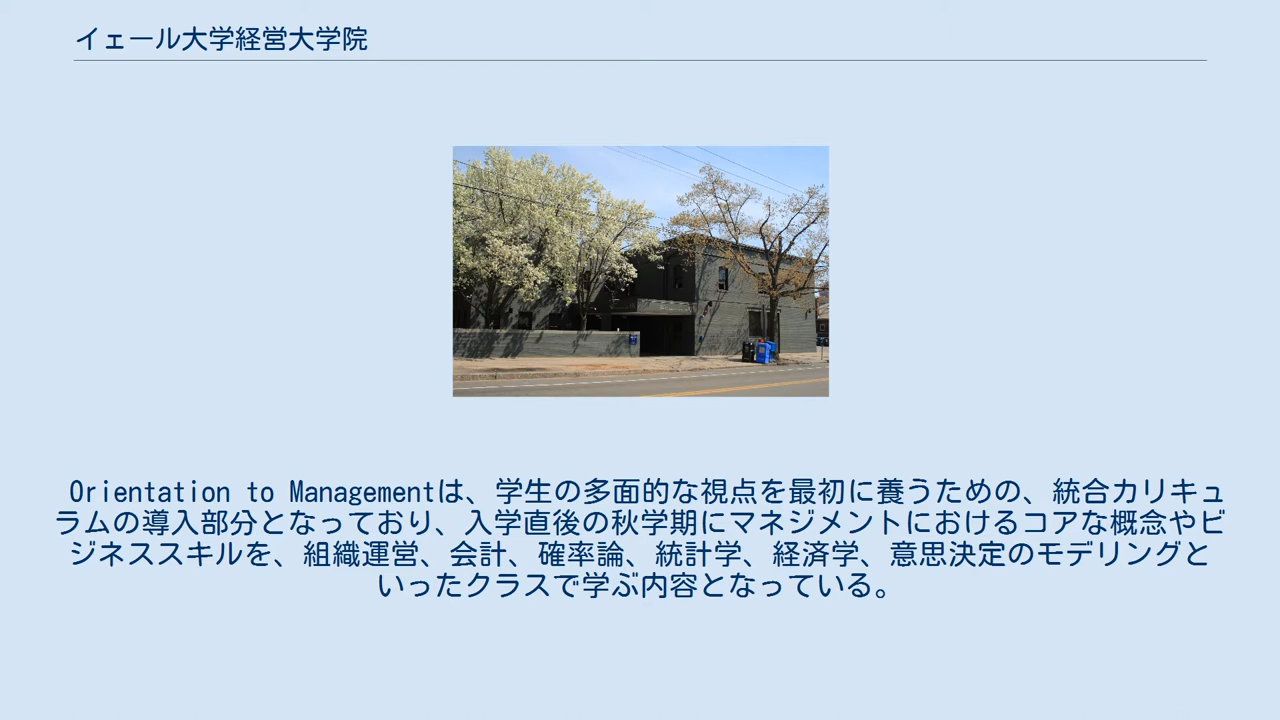 イェール大学経営大学院
Orientation to Managementは、学生の多面的な視点を最初に養うための、統合カリキュ
ラムの導入部分となっており、入学直後の秋学期にマネジメントにおけるコアな概念やビ
ジネススキルを、組織運営、会計、確率論、統計学、経済学、意思決定のモデリングと
いったクラスで学ぶ内容となっている。